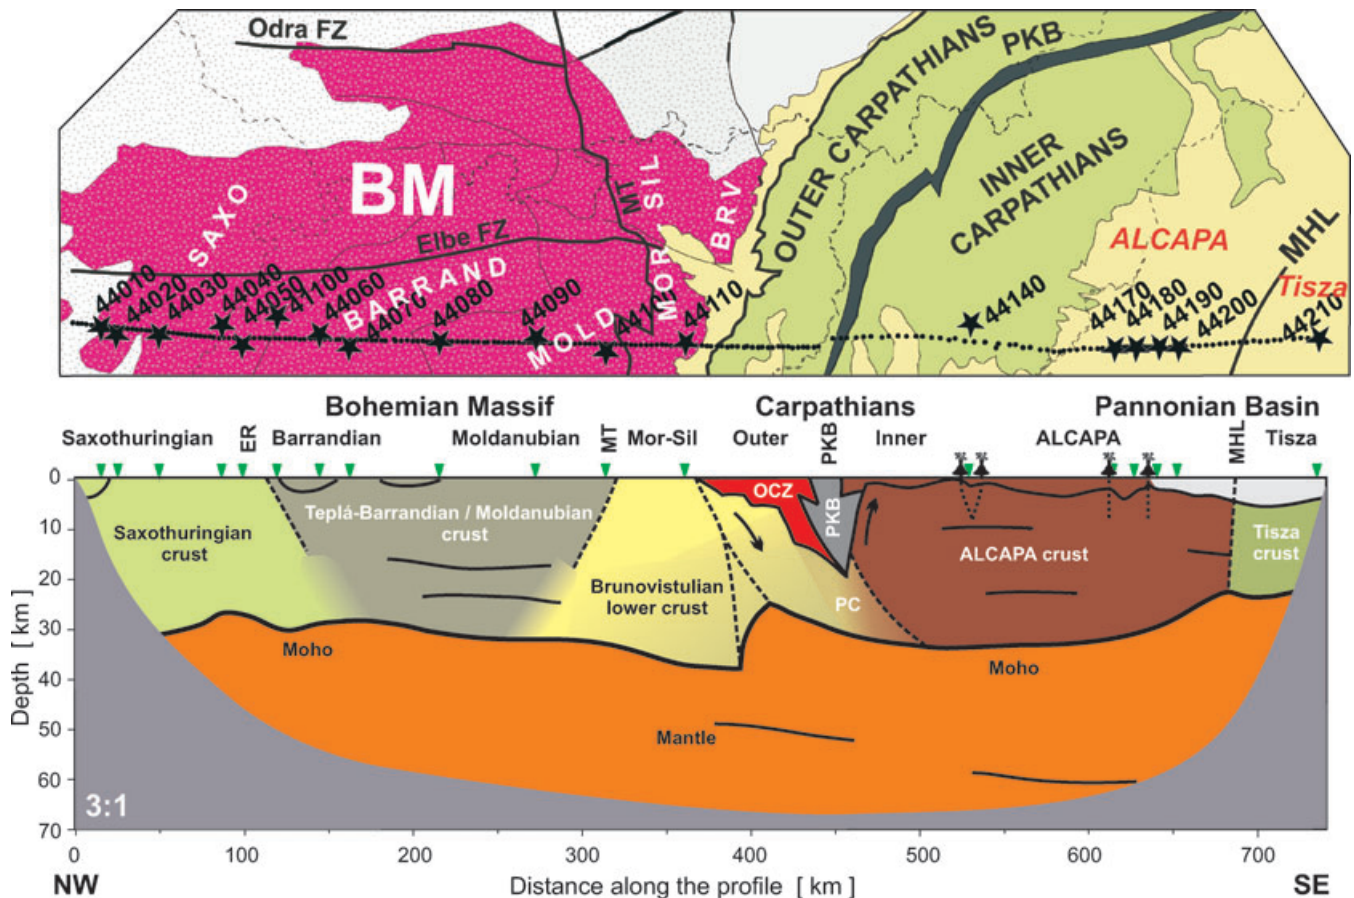 Odra FZ
OUTER CARPATHIANS
PKB
BM
SAXO
MT
SIL
BRV
INNER
CARPATHIANS
Elbe FZ
MOR
BARRAND
MOLD
ALCAPA
MHL
Tisza
44010
44020
44030
44040
44050
41100
44060
44070
44080
44090
44110
44140
44170
44180
44190
44200
44210
Bohemian Massif Carpathians Pannonian Basin
Saxothuringian ER Barrandian Moldanubian MT Mor-Sil Outer PKB Inner ALCAPA MHL Tisza
0
10
20
30
40
50
60
70
Depth [ km ]
Saxothuringian
crust
Teplá-Barrandian / Moldanubian
crust
Brunovistulian
lower crust
OCZ
PKB
PC
ALCAPA crust
Tisza
crust
Moho
Moho
Mantle
3:1
0 100 200 300 400 500 600 700
NW Distance along the profile [ km ] SE